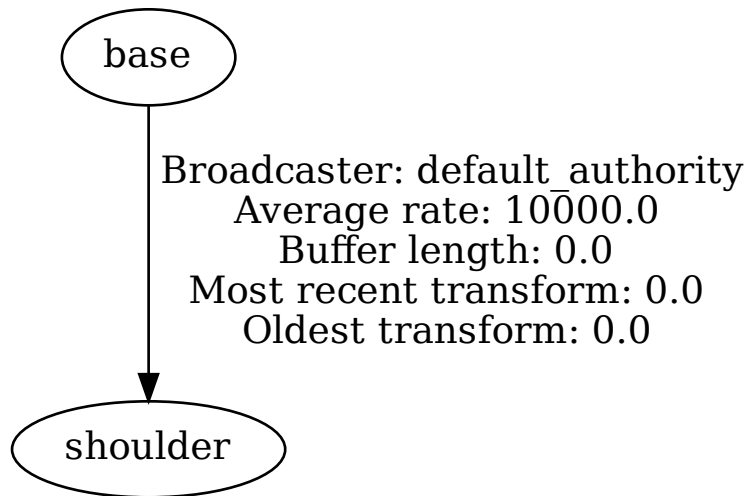 base
Broadcaster: default_authority
Average rate: 10000.0
Buffer length: 0.0
Most recent transform: 0.0
Oldest transform: 0.0
shoulder